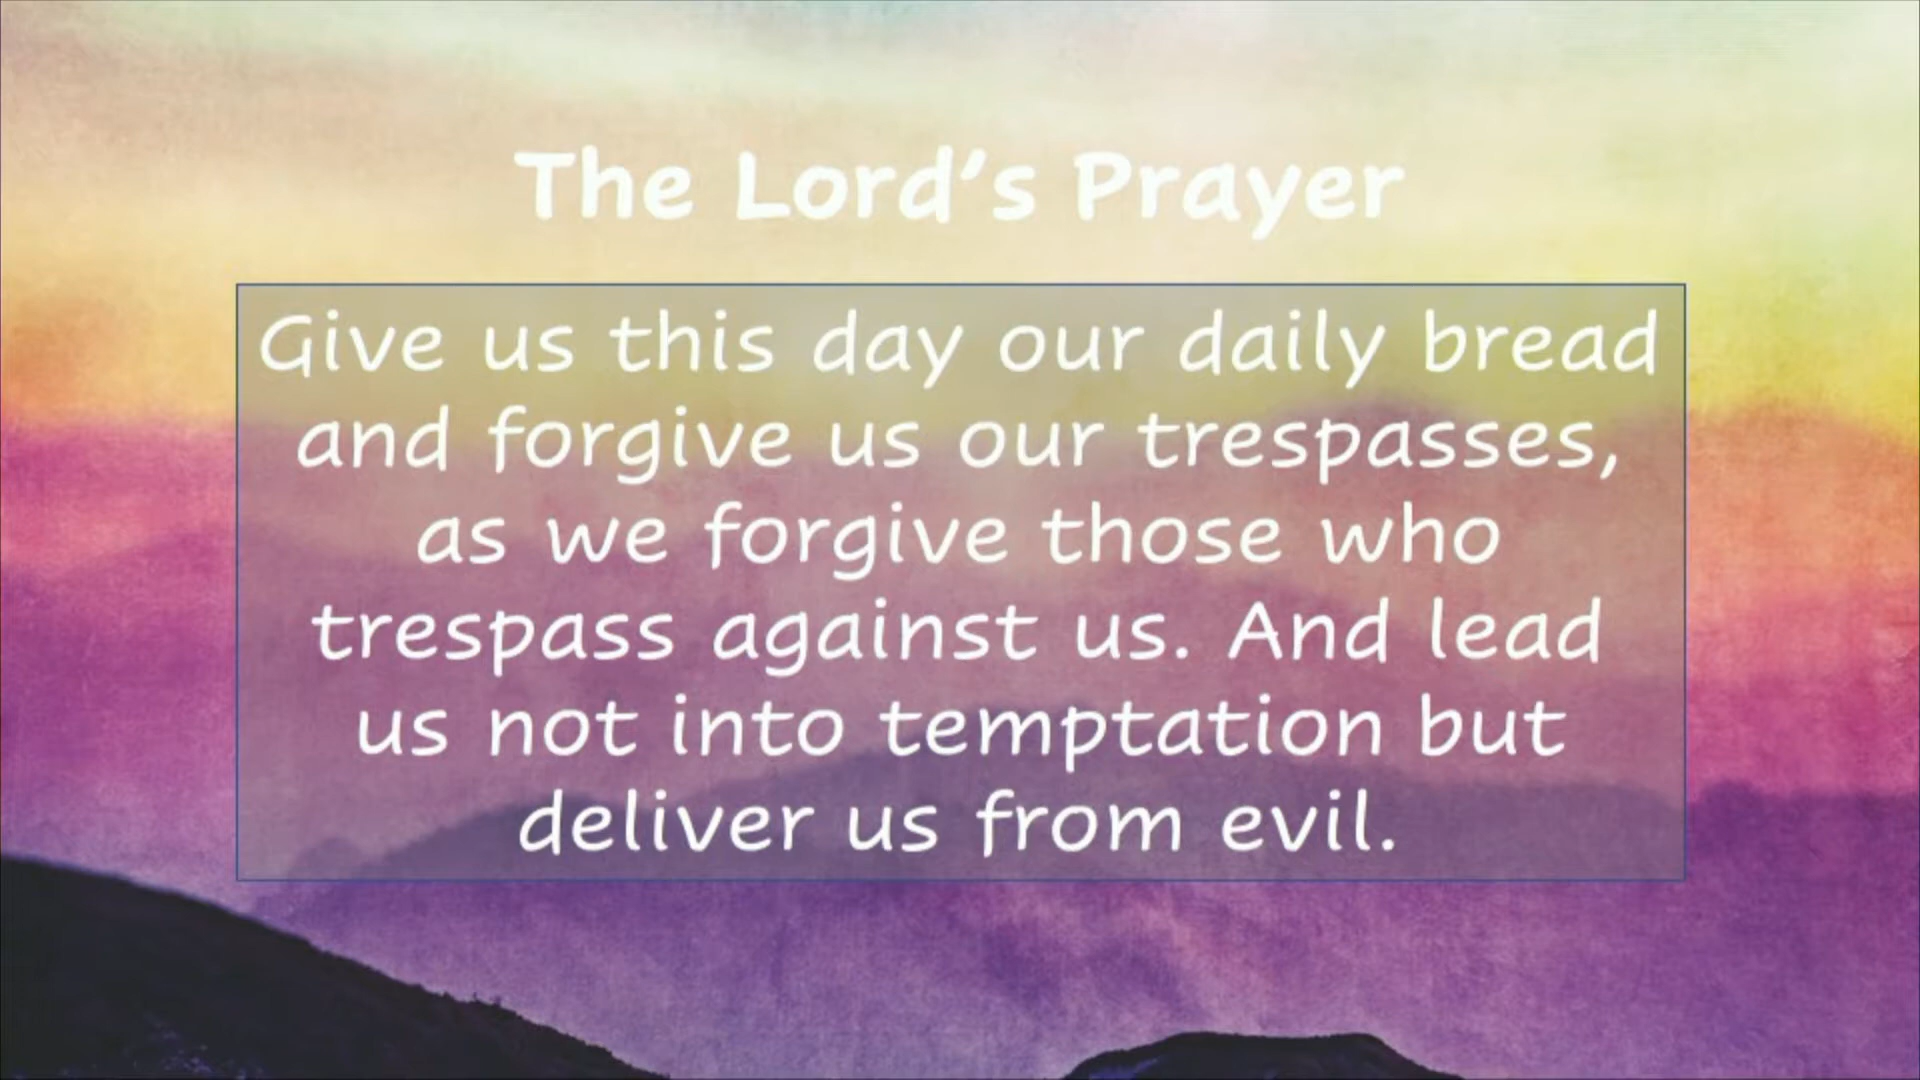 The Lord’s Prayer
Give us this day our daily bread
and forgive us our trespasses,
as we forgive those who
trespass against us. And lead
us not into temptation but
deliver us from evil.